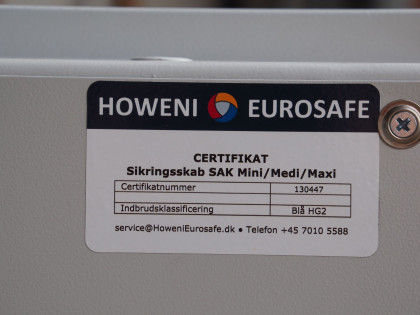 HOWENI EUROSAFE
CERTIFIKAT
Sikringsskab SAK Mini/Medi/Maxi
Certifikatnummer 130447
Indbrudsklassificering Blå HG2
service@HoweniEurosafe.dk • Telefon +45 7010 5588